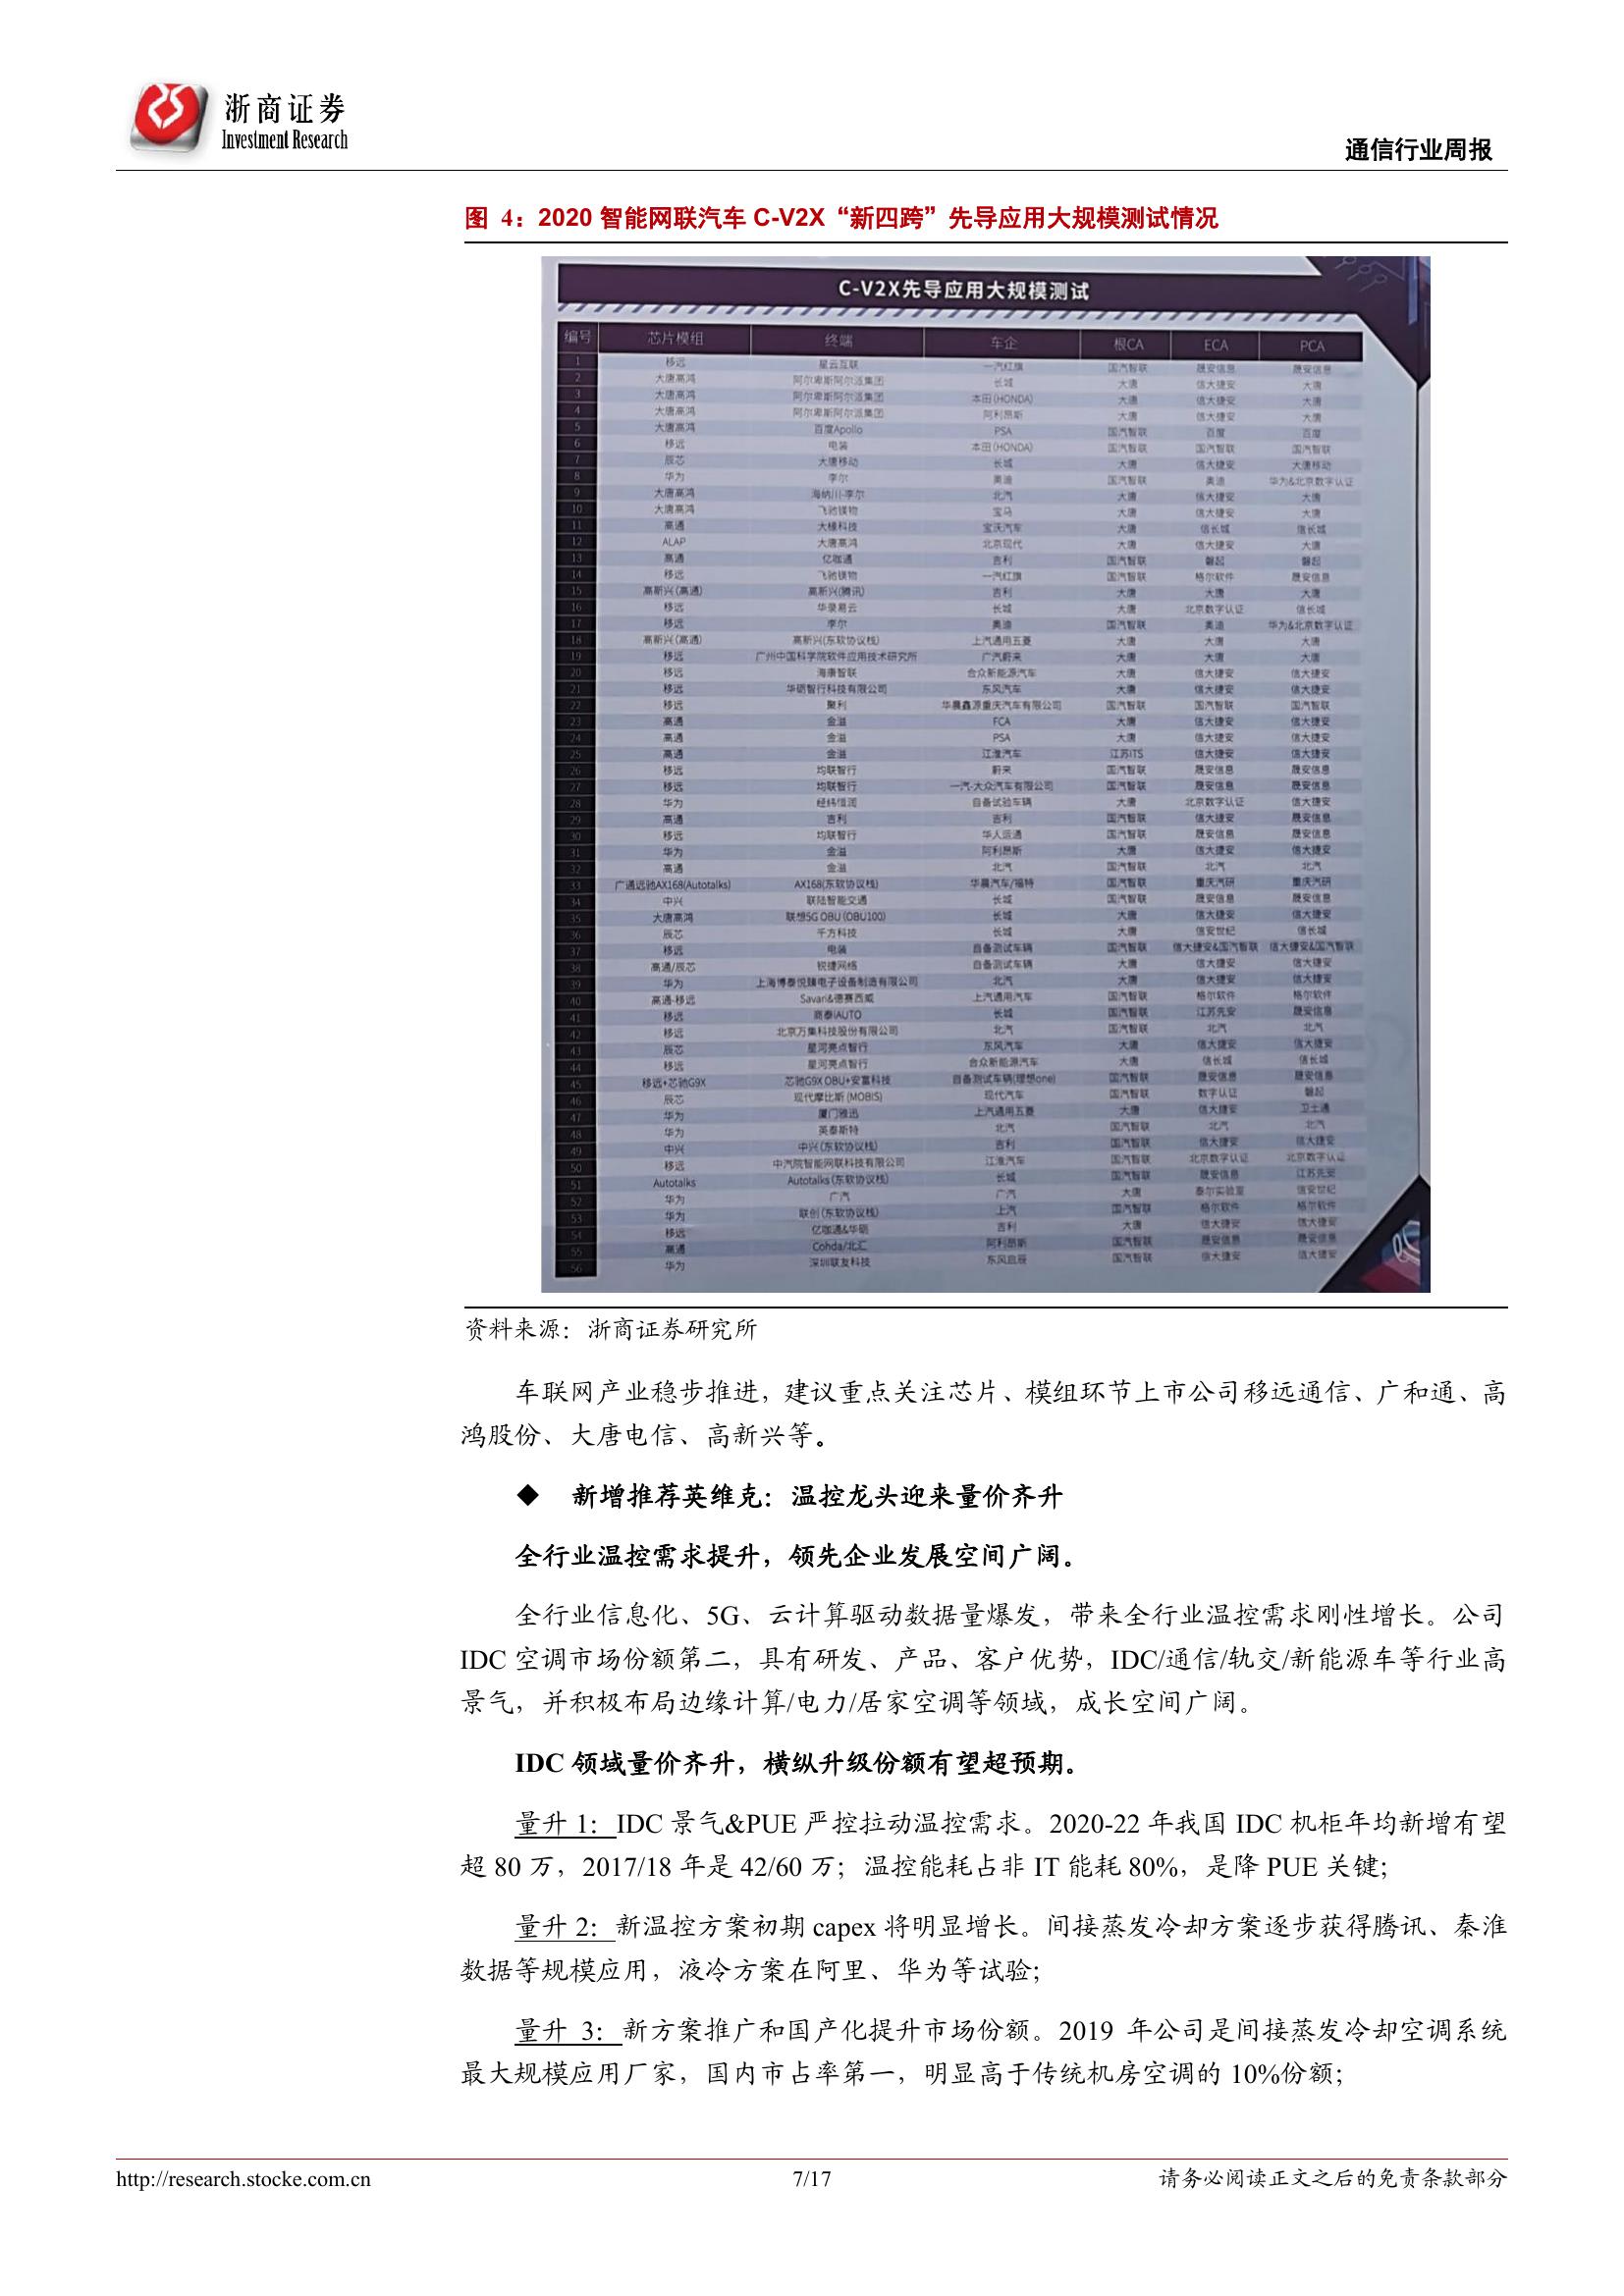 浙商证券
Investment Research
通信行业周报
图 4：2020 智能网联汽车 C-V2X“新四跨”先导应用大规模测试情况
C-V2X先导应用大规模测试
编号 芯片模组 终端 车企 根CA ECA PCA
1 移远 星云互联 一汽红旗 国汽智联 晟安信息 晟安信息
2 大唐高鸿 阿尔卑斯阿尔派集团 长城 大唐 信大捷安 大唐
3 大唐高鸿 阿尔卑斯阿尔派集团 本田(HONDA) 大唐 信大捷安 大唐
4 大唐高鸿 阿尔卑斯阿尔派集团 阿利昂斯 大唐 信大捷安 大唐
5 大唐高鸿 百度Apollo PSA 国汽智联 百度 百度
6 移远 电装 本田(HONDA) 国汽智联 国汽智联 国汽智联
7 辰芯 大唐移动 长城 大唐 信大捷安 大唐移动
8 华为 李尔 奥迪 国汽智联 奥迪 华为&北京数字认证
9 大唐高鸿 海纳川-李尔 北汽 大唐 信大捷安 大唐
10 大唐高鸿 飞驰镁物 宝马 大唐 信大捷安 大唐
11 高通 大椽科技 宝沃汽车 大唐 信长城 信长城
12 ALAP 大唐高鸿 北京现代 大唐 信大捷安 大唐
13 高通 亿咖通 吉利 国汽智联 磐起 磐起
14 移远 飞驰镁物 一汽红旗 国汽智联 格尔软件 晟安信息
15 高新兴(高通) 高新兴(腾讯) 吉利 大唐 大唐 大唐
16 移远 华录易云 长城 大唐 北京数字认证 信长城
17 移远 李尔 奥迪 国汽智联 奥迪 华为&北京数字认证
18 高新兴(高通) 高新兴(东软协议栈) 上汽通用五菱 大唐 大唐 大唐
19 移远 广州中国科学院软件应用技术研究所 广汽蔚来 大唐 大唐 大唐
20 移远 海康智联 合众新能源汽车 大唐 信大捷安 信大捷安
21 移远 华砺智行科技有限公司 东风汽车 大唐 信大捷安 信大捷安
22 移远 聚利 华晨鑫源重庆汽车有限公司 国汽智联 国汽智联 国汽智联
23 高通 金溢 FCA 大唐 信大捷安 信大捷安
24 高通 金溢 PSA 大唐 信大捷安 信大捷安
25 高通 金溢 江淮汽车 江苏ITS 信大捷安 信大捷安
26 移远 均联智行 蔚来 国汽智联 晟安信息 晟安信息
27 移远 均联智行 一汽-大众汽车有限公司 国汽智联 晟安信息 晟安信息
28 华为 经纬恒润 自备试验车辆 大唐 北京数字认证 信大捷安
29 高通 吉利 吉利 国汽智联 信大捷安 晟安信息
30 移远 均联智行 华人运通 国汽智联 晟安信息 晟安信息
31 华为 金溢 阿利昂斯 大唐 信大捷安 信大捷安
32 高通 金溢 北汽 国汽智联 北汽 北汽
33 广通远驰AX168(Autotalks) AX168(东软协议栈) 华晨汽车/福特 国汽智联 重庆汽研 重庆汽研
34 中兴 联陆智能交通 长城 国汽智联 晟安信息 晟安信息
35 大唐高鸿 联想5G OBU (OBU100) 长城 大唐 信大捷安 信大捷安
36 辰芯 千方科技 长城 大唐 信安世纪 信长城
37 移远 电装 自备测试车辆 国汽智联 信大捷安&国汽智联 信大捷安&国汽智联
38 高通/辰芯 锐捷网络 自备测试车辆 大唐 信大捷安 信大捷安
39 华为 上海博泰悦臻电子设备制造有限公司 北汽 大唐 信大捷安 信大捷安
40 高通-移远 Savari&德赛西威 上汽通用汽车 国汽智联 格尔软件 格尔软件
41 移远 商泰iAUTO 长城 国汽智联 江苏先安 晟安信息
42 移远 北京万集科技股份有限公司 北汽 国汽智联 北汽 北汽
43 辰芯 星河亮点智行 东风汽车 大唐 信大捷安 信大捷安
44 移远 星河亮点智行 合众新能源汽车 大唐 信长城 信长城
45 移远+芯驰G9X 芯驰G9X OBU+安富科技 自备测试车辆(理想one) 国汽智联 晟安信息 晟安信息
46 辰芯 现代摩比斯 (MOBIS) 现代汽车 国汽智联 数字认证 磐起
47 华为 厦门雅迅 上汽通用五菱 大唐 信大捷安 卫士通
48 华为 英泰斯特 北汽 国汽智联 北汽 北汽
49 中兴 中兴(东软协议栈) 吉利 国汽智联 信大捷安 信大捷安
50 移远 中汽院智能网联科技有限公司 江淮汽车 国汽智联 北京数字认证 北京数字认证
51 Autotalks Autotalks(东软协议栈) 长城 国汽智联 晟安信息 江苏先安
52 华为 广汽 广汽 大唐 泰尔实验室 信安世纪
53 华为 联创(东软协议栈) 上汽 国汽智联 格尔软件 格尔软件
54 移远 亿咖通&华砺 吉利 大唐 信大捷安 信大捷安
55 高通 Cohda/北汇 阿利昂斯 国汽智联 晟安信息 晟安信息
56 华为 深圳联友科技 东风启辰 国汽智联 信大捷安 信大捷安
资料来源：浙商证券研究所
车联网产业稳步推进，建议重点关注芯片、模组环节上市公司移远通信、广和通、高
鸿股份、大唐电信、高新兴等。
◆ 新增推荐英维克：温控龙头迎来量价齐升
全行业温控需求提升，领先企业发展空间广阔。
全行业信息化、5G、云计算驱动数据量爆发，带来全行业温控需求刚性增长。公司
IDC 空调市场份额第二，具有研发、产品、客户优势，IDC/通信/轨交/新能源车等行业高
景气，并积极布局边缘计算/电力/居家空调等领域，成长空间广阔。
IDC 领域量价齐升，横纵升级份额有望超预期。
量升 1：IDC 景气&PUE 严控拉动温控需求。2020-22 年我国 IDC 机柜年均新增有望
超 80 万，2017/18 年是 42/60 万；温控能耗占非 IT 能耗 80%，是降 PUE 关键；
量升 2：新温控方案初期 capex 将明显增长。间接蒸发冷却方案逐步获得腾讯、秦淮
数据等规模应用，液冷方案在阿里、华为等试验；
量升 3：新方案推广和国产化提升市场份额。2019 年公司是间接蒸发冷却空调系统
最大规模应用厂家，国内市占率第一，明显高于传统机房空调的 10%份额；
http://research.stocke.com.cn
7/17
请务必阅读正文之后的免责条款部分